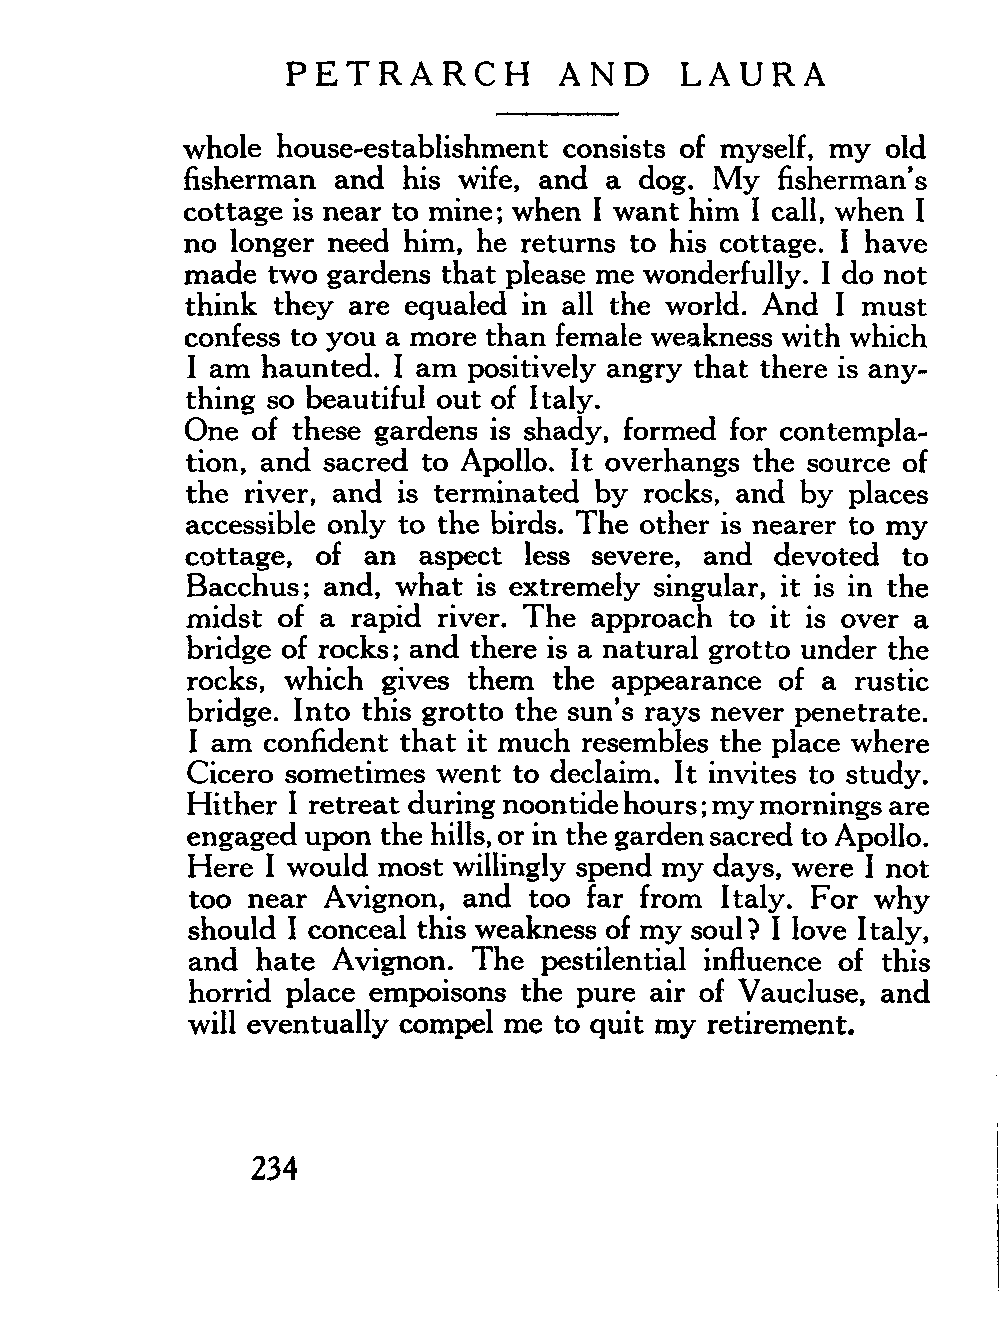 PETRARCH AND LAURA
whole house-establishment consists of myself, my old
fisherman and his wife, and a dog. My fisherman's
cottage is near to mine; when I want him I call, when I
no longer need him, he returns to his cottage. I have
made two gardens that please me wonderfully. I do not
think they are equaled in all the world. And I must
confess to you a more than female weakness with which
I am haunted. I am positively angry that there is any-
thing so beautiful out of Italy.
One of these gardens is shady, formed for contempla-
tion, and sacred to Apollo. It overhangs the source of
the river, and is terminated by rocks, and by places
accessible only to the birds. The other is nearer to my
cottage, of an aspect less severe, and devoted to
Bacchus; and, what is extremely singular, it is in the
midst of a rapid river. The approach to it is over a
bridge of rocks; and there is a natural grotto under the
rocks, which gives them the appearance of a rustic
bridge. Into this grotto the sun's rays never penetrate.
I am confident that it much resembles the place where
Cicero sometimes went to declaim. It invites to study.
Hither I retreat during noontide hours; my mornings are
engaged upon the hills, or in the garden sacred to Apollo.
Here I would most willingly spend my days, were I not
too near Avignon, and too far from Italy. For why
should I conceal this weakness of my soul? I love Italy,
and hate Avignon. The pestilential influence of this
horrid place empoisons the pure air of Vaucluse, and
will eventually compel me to quit my retirement.
234